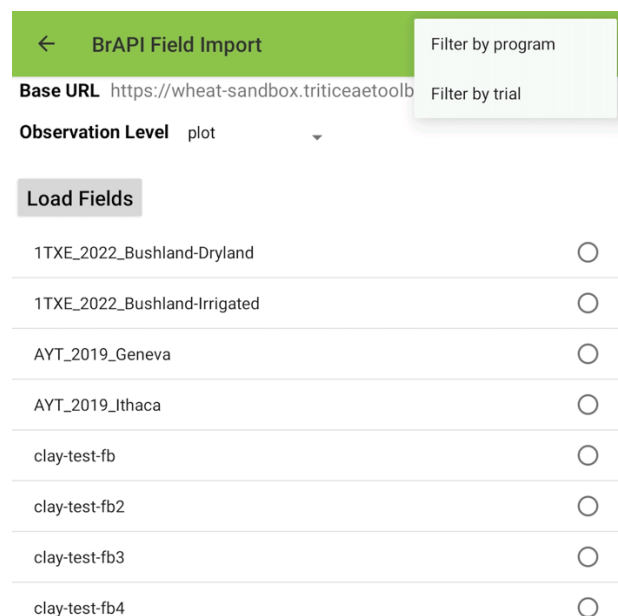 BrAPI Field Import
Filter by program
Base URL https://wheat-sandbox.triticeaetoolb
Filter by trial
Observation Level plot
Load Fields
1TXE_2022_Bushland-Dryland
1TXE_2022_Bushland-Irrigated
AYT_2019_Geneva
AYT_2019_Ithaca
clay-test-fb
clay-test-fb2
clay-test-fb3
clay-test-fb4